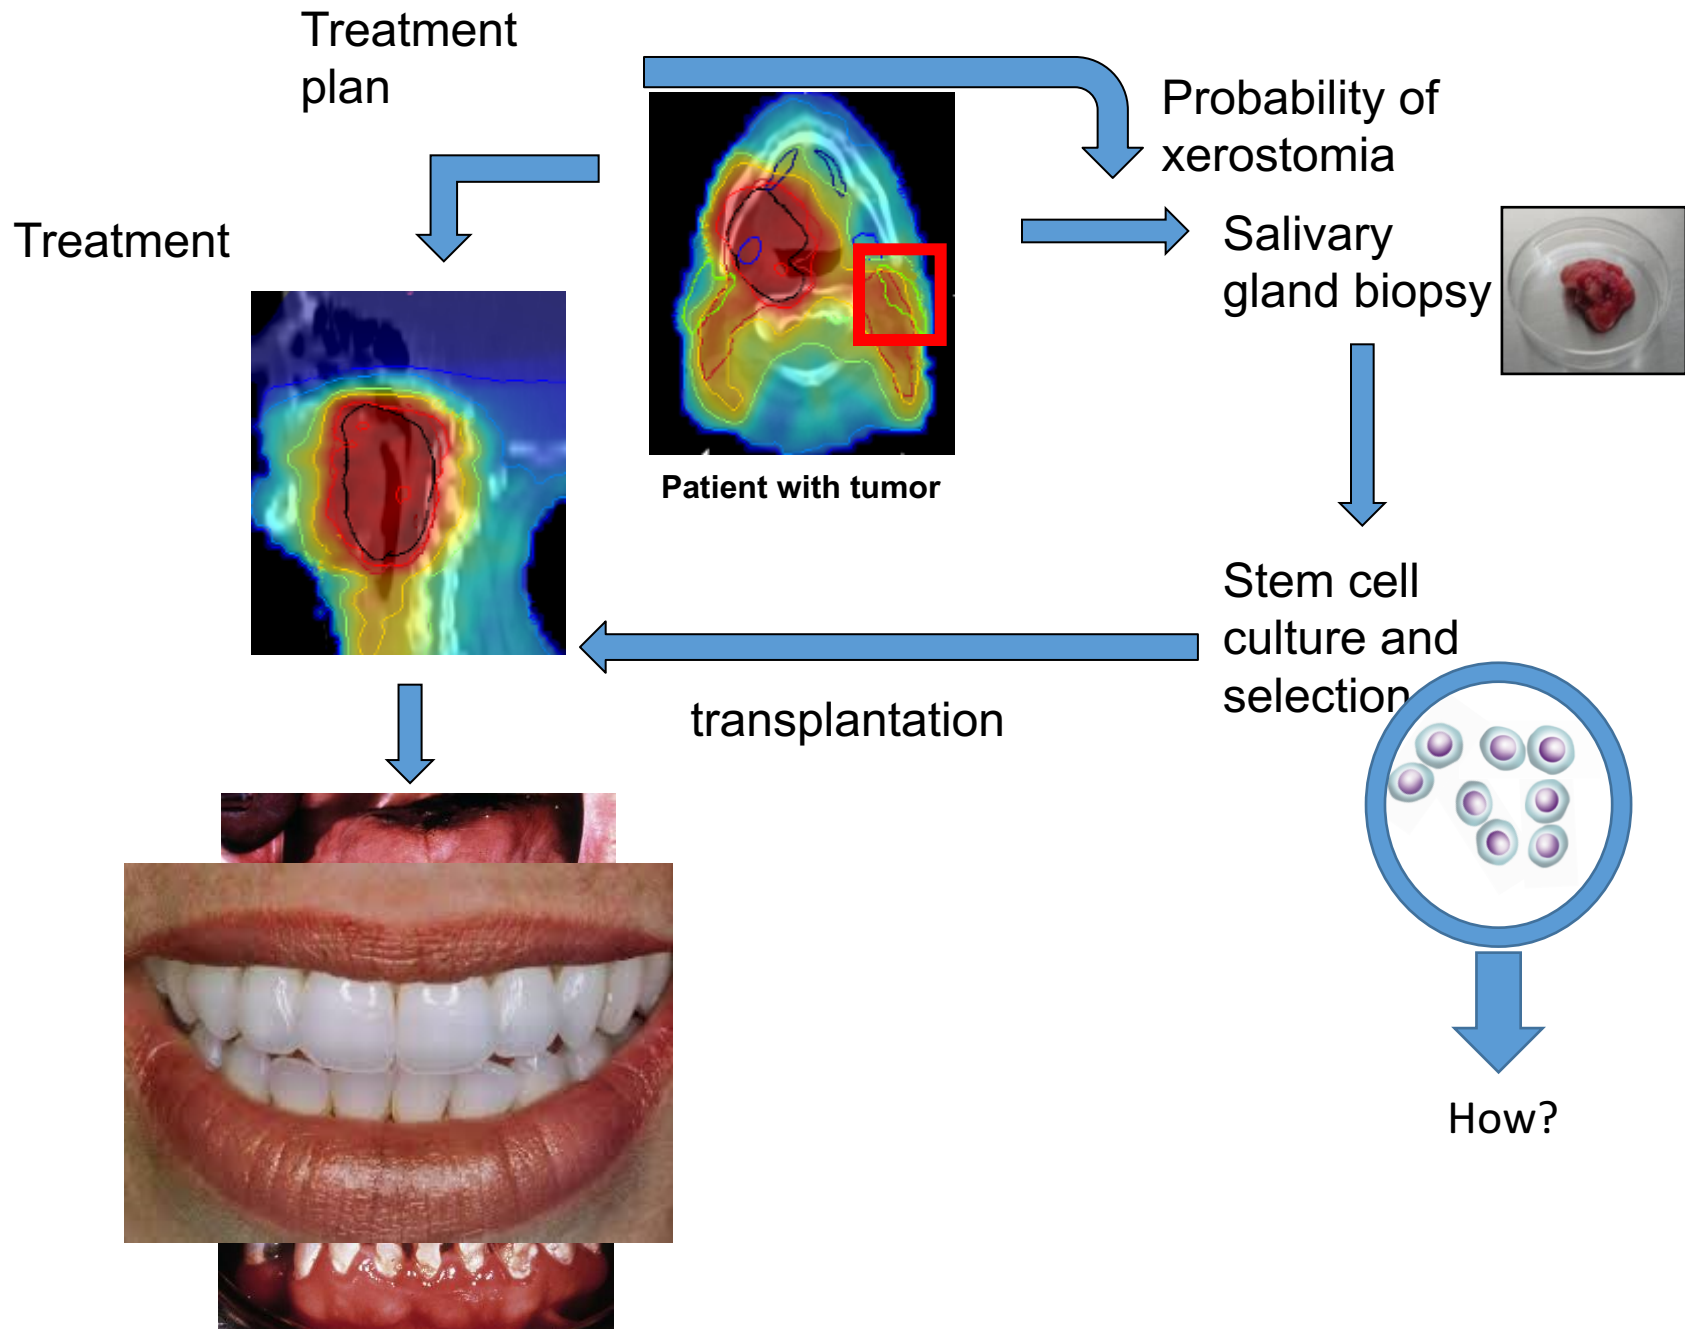 Treatment
plan
Probability of
xerostomia
Treatment
Salivary
gland biopsy
Patient with tumor
Stem cell
culture and
selection
transplantation
How?